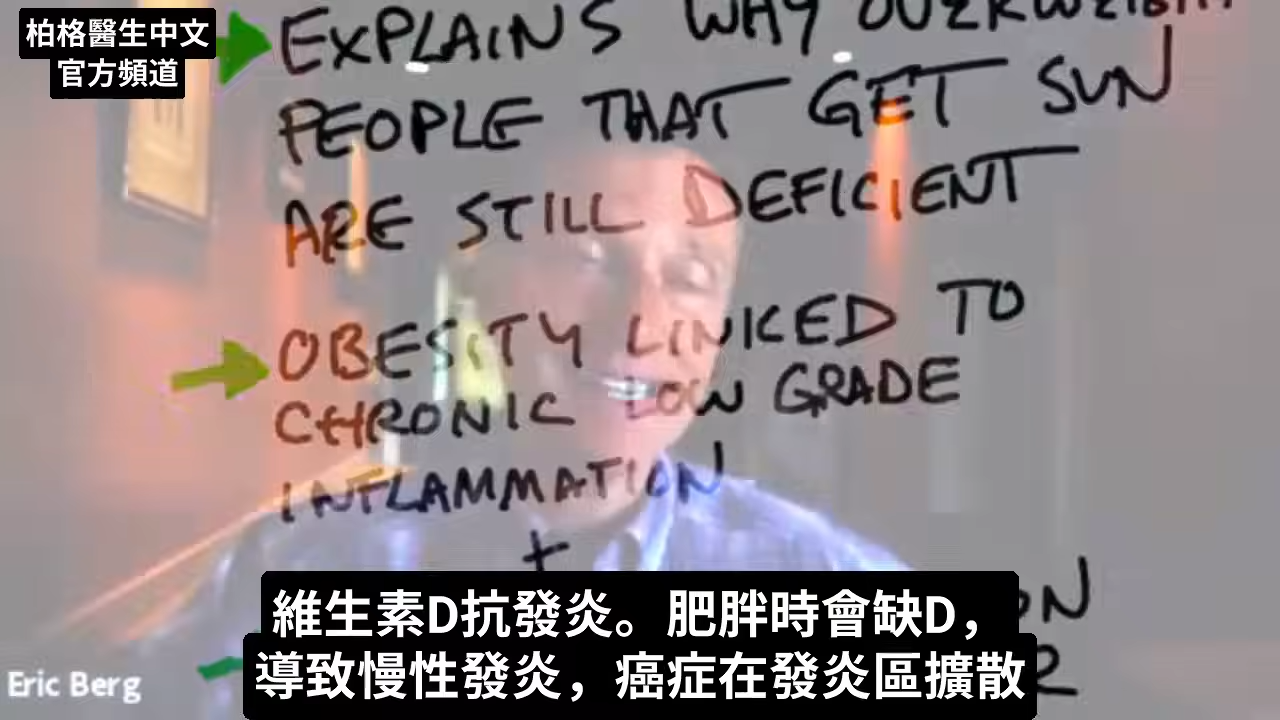 柏格醫生中文
官方頻道
EXPLAINS WHY OVERWEIGHT
PEOPLE THAT GET SUN
ARE STILL DEFICIENT
OBESITY LINKED TO
CHRONIC LOW GRADE
INFLAMMATION
+
維生素D抗發炎。肥胖時會缺D，
導致慢性發炎，癌症在發炎區擴散
Eric Berg